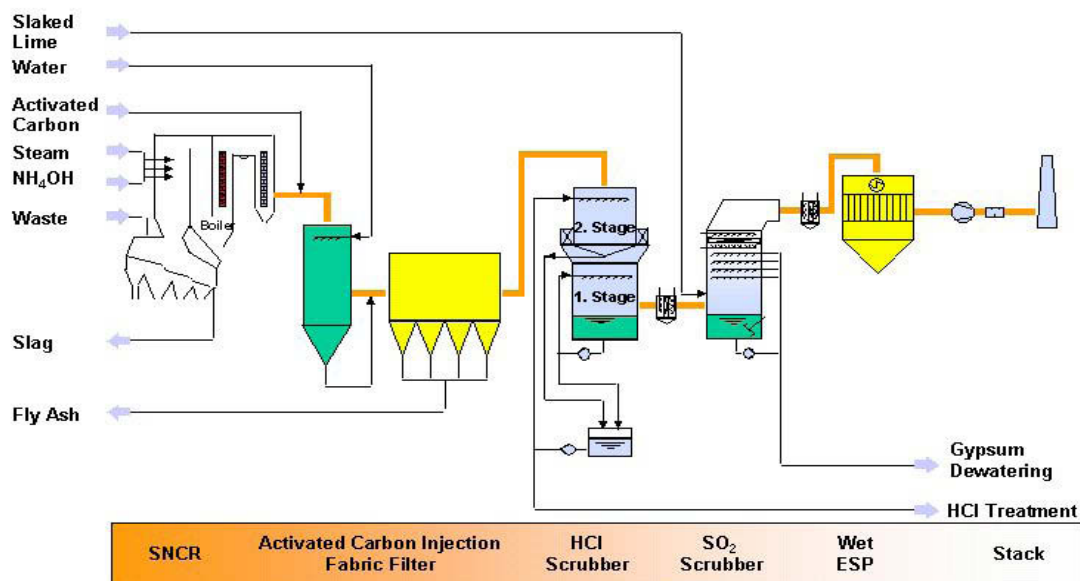 Slaked
Lime
Water
Activated
Carbon
Steam
NH₄OH
Waste
Boiler
2. Stage
1. Stage
Slag
Fly Ash
Gypsum
Dewatering
HCl Treatment
SNCR
Activated Carbon Injection
Fabric Filter
HCl
Scrubber
SO₂
Scrubber
Wet
ESP
Stack